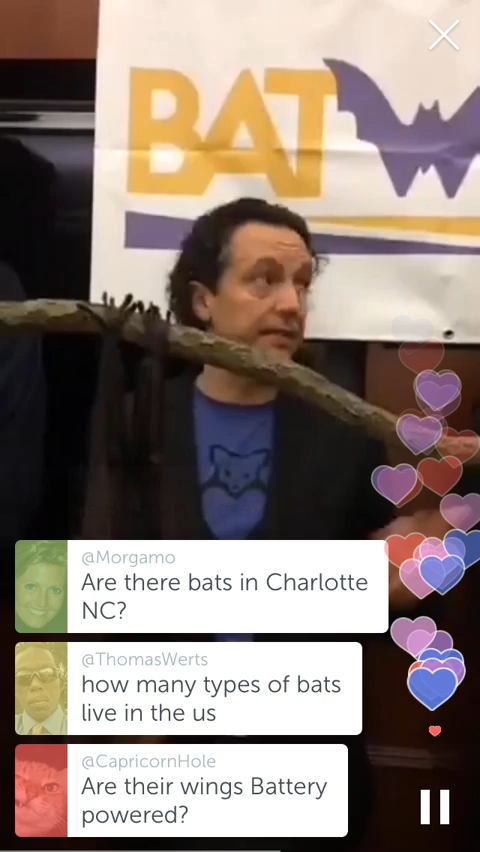 BAT
@Morgamo
Are there bats in Charlotte
NC?
@ThomasWerts
how many types of bats
live in the us
@CapricornHole
Are their wings Battery
powered?